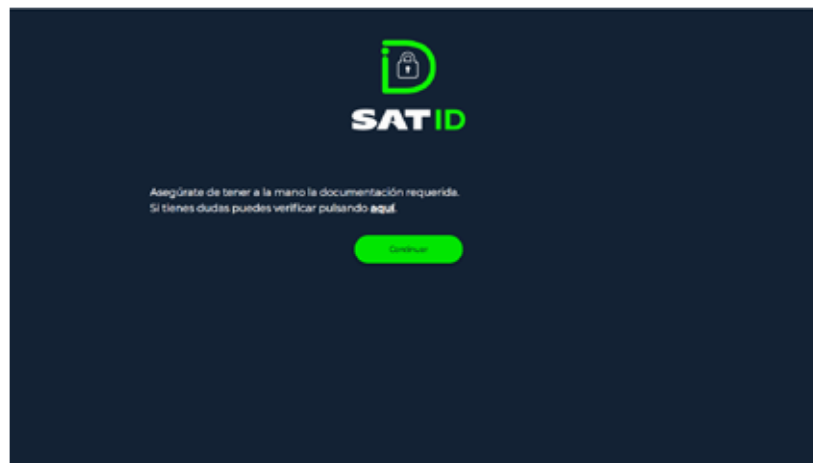 SAT ID
Asegúrate de tener a la mano la documentación requerida.
Si tienes dudas puedes verificar pulsando aquí.
Continuar